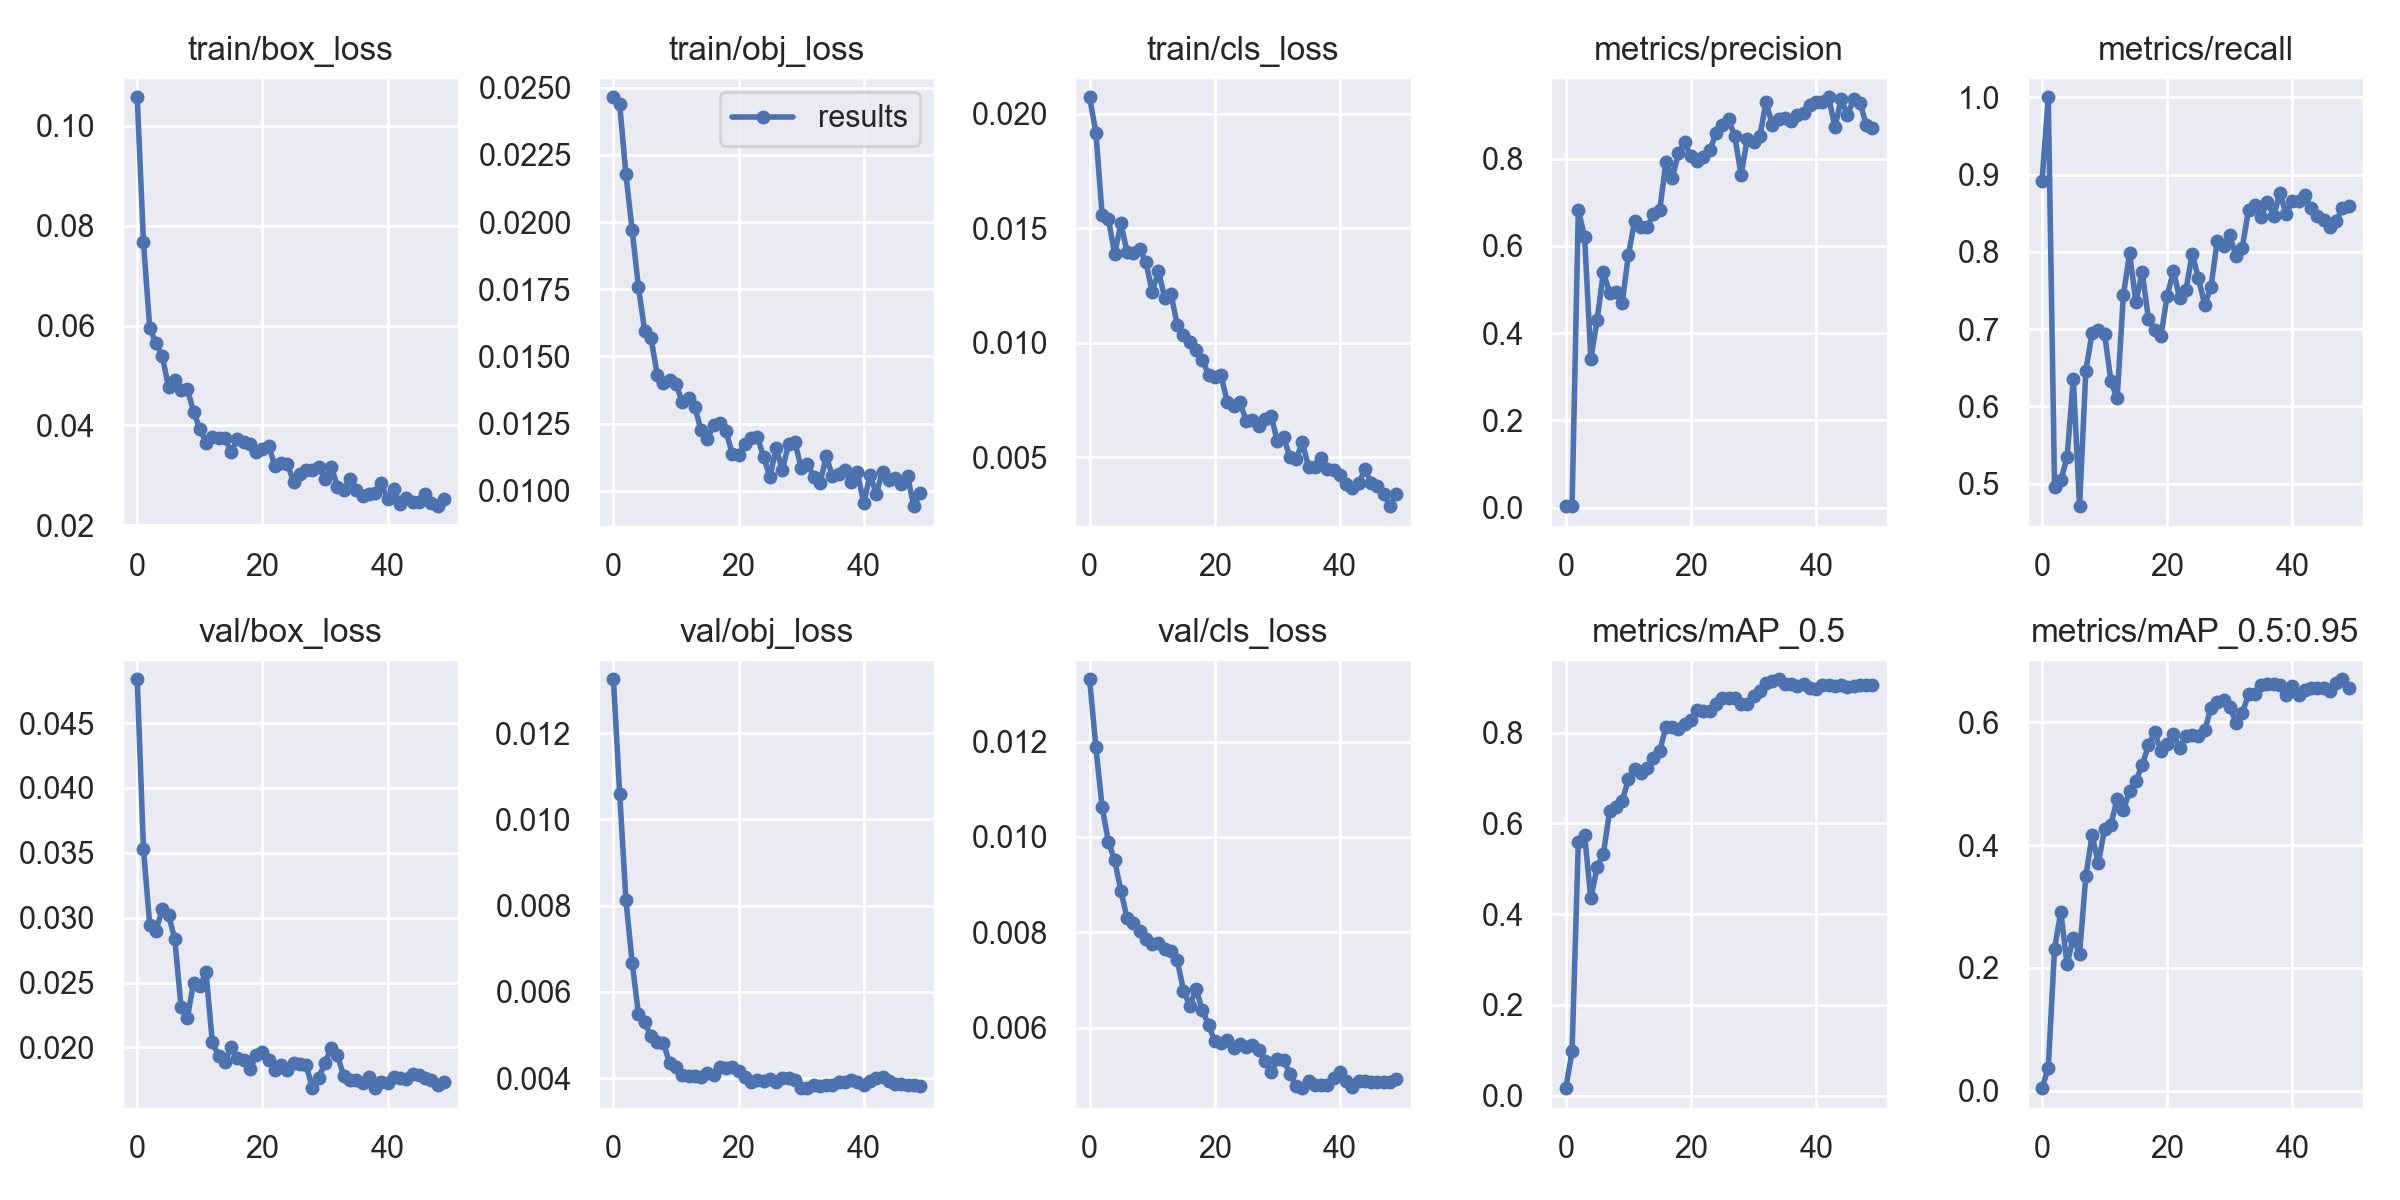 train/box_loss
0.10
0.08
0.06
0.04
0.02
0 20 40
train/obj_loss
results
0.0250
0.0225
0.0200
0.0175
0.0150
0.0125
0.0100
0 20 40
train/cls_loss
0.020
0.015
0.010
0.005
0 20 40
metrics/precision
0.8
0.6
0.4
0.2
0.0
0 20 40
metrics/recall
1.0
0.9
0.8
0.7
0.6
0.5
0 20 40
val/box_loss
0.045
0.040
0.035
0.030
0.025
0.020
0 20 40
val/obj_loss
0.012
0.010
0.008
0.006
0.004
0 20 40
val/cls_loss
0.012
0.010
0.008
0.006
0 20 40
metrics/mAP_0.5
0.8
0.6
0.4
0.2
0.0
0 20 40
metrics/mAP_0.5:0.95
0.6
0.4
0.2
0.0
0 20 40